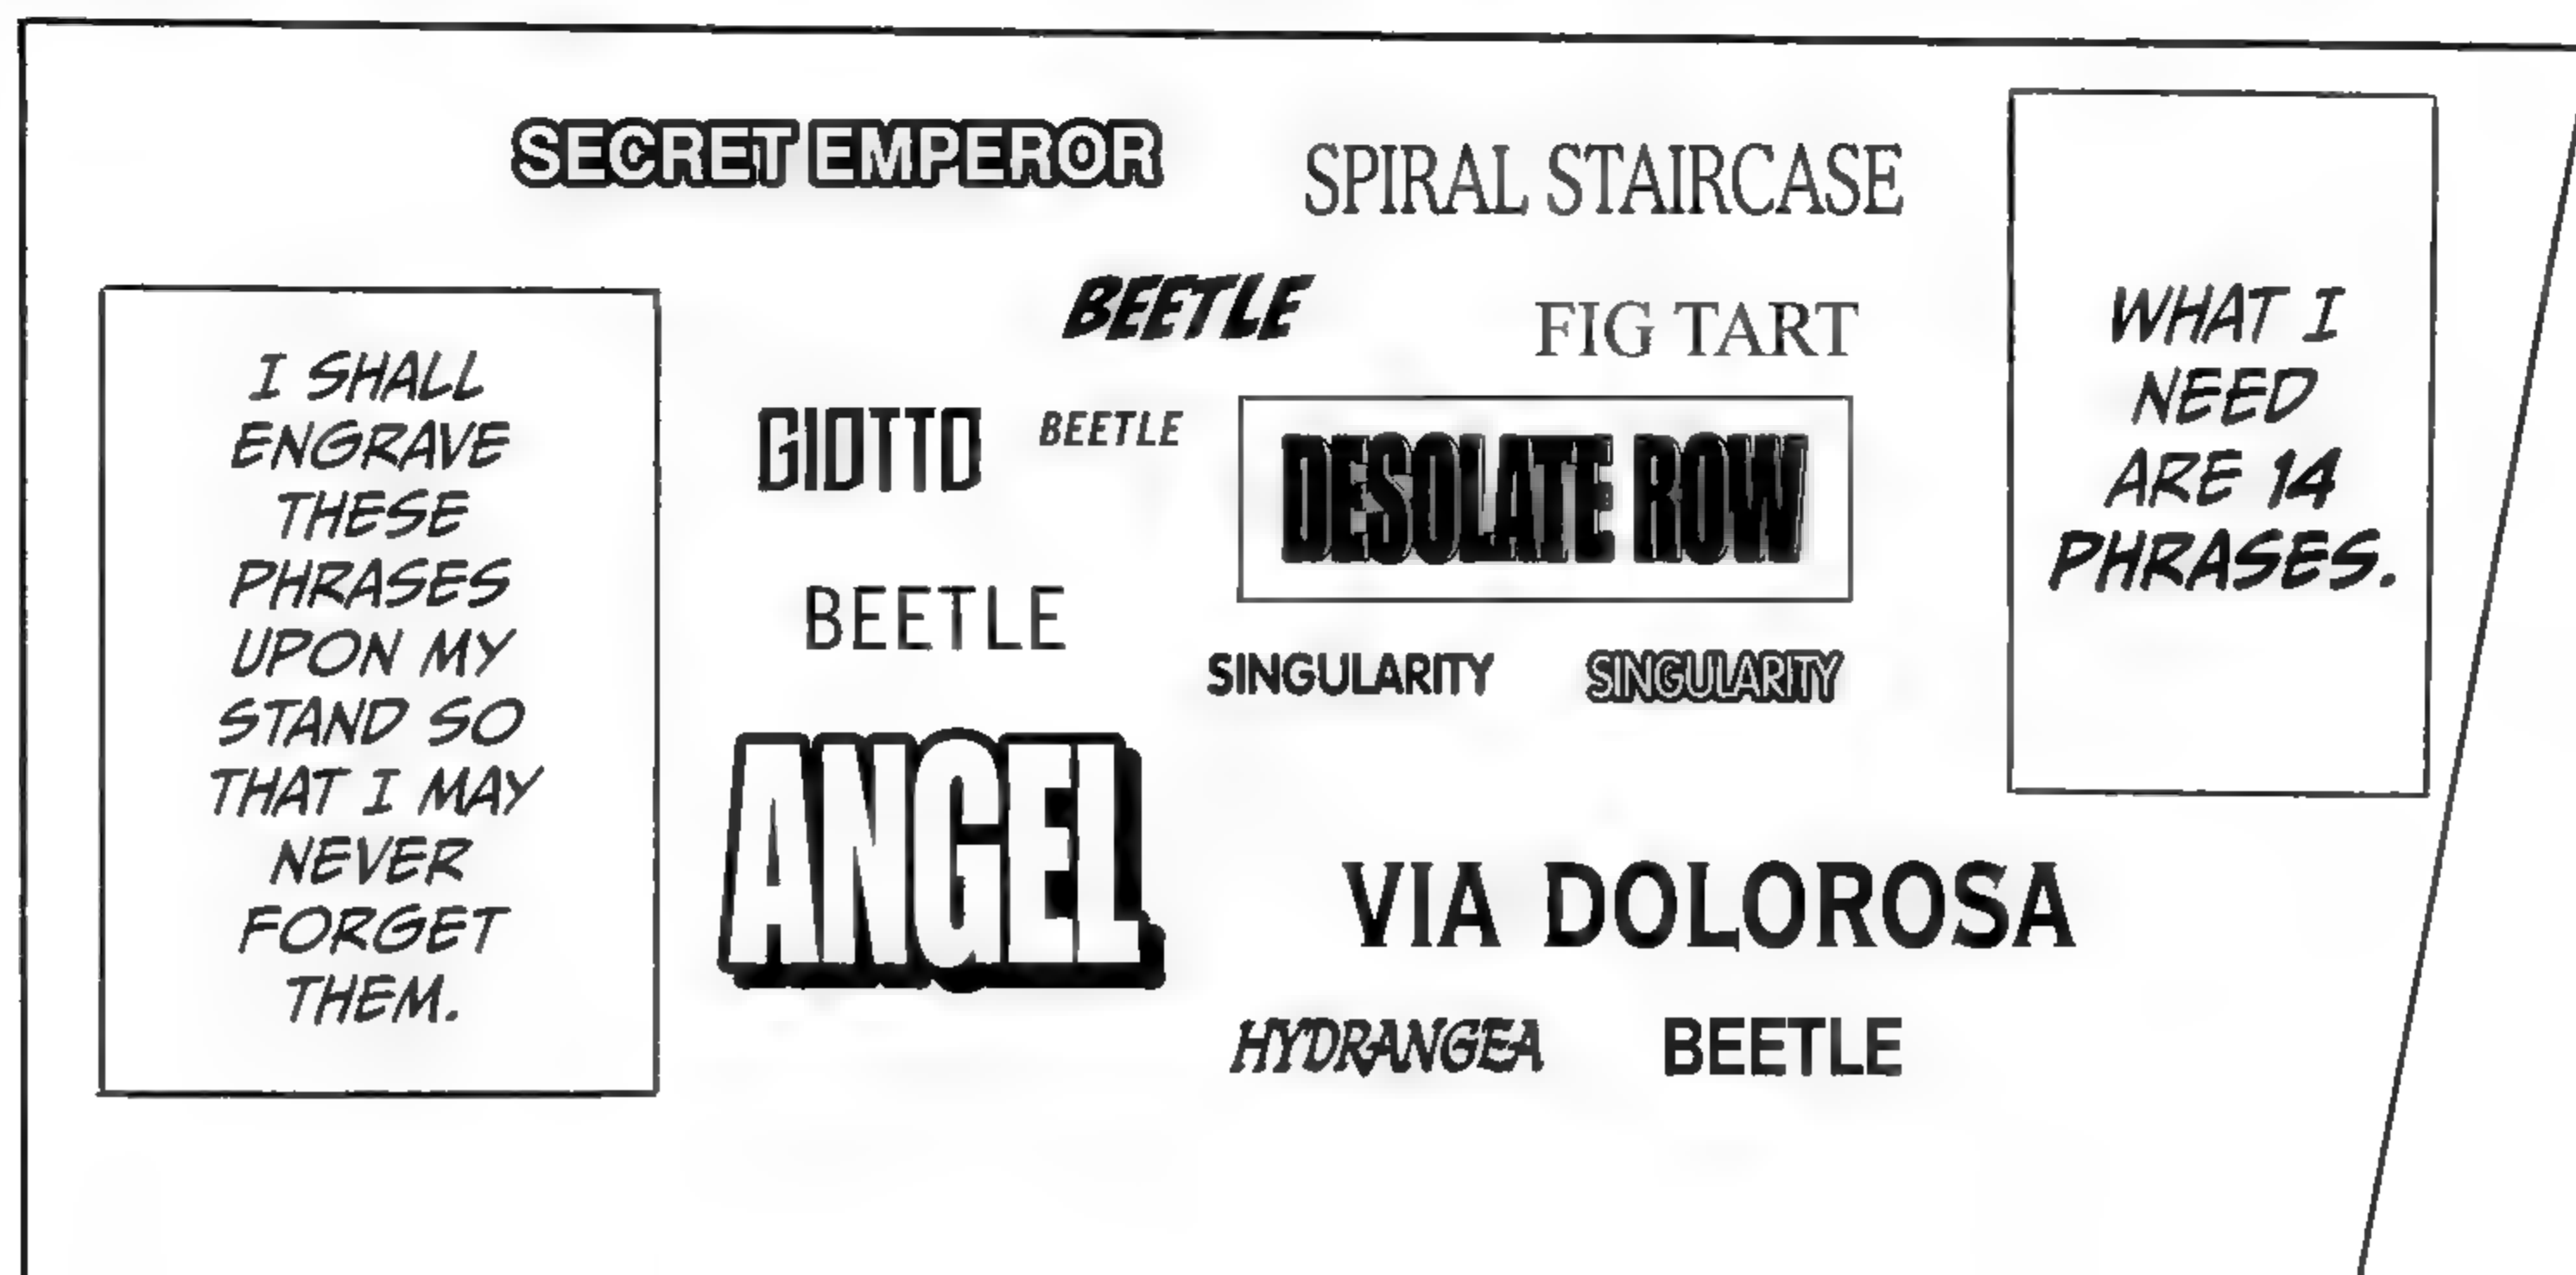 WHAT I
NEED
ARE 14
PHRASES.
SPIRAL STAIRCASE
BEETLE
FIG TART
DESOLATE ROW
BEETLE
SINGULARITY
SINGULARITY
VIA DOLOROSA
HYDRANGEA
BEETLE
SECRET EMPEROR
GIOTTO
BEETLE
ANGEL
I SHALL
ENGRAVE
THESE
PHRASES
UPON MY
STAND SO
THAT I MAY
NEVER
FORGET
THEM.